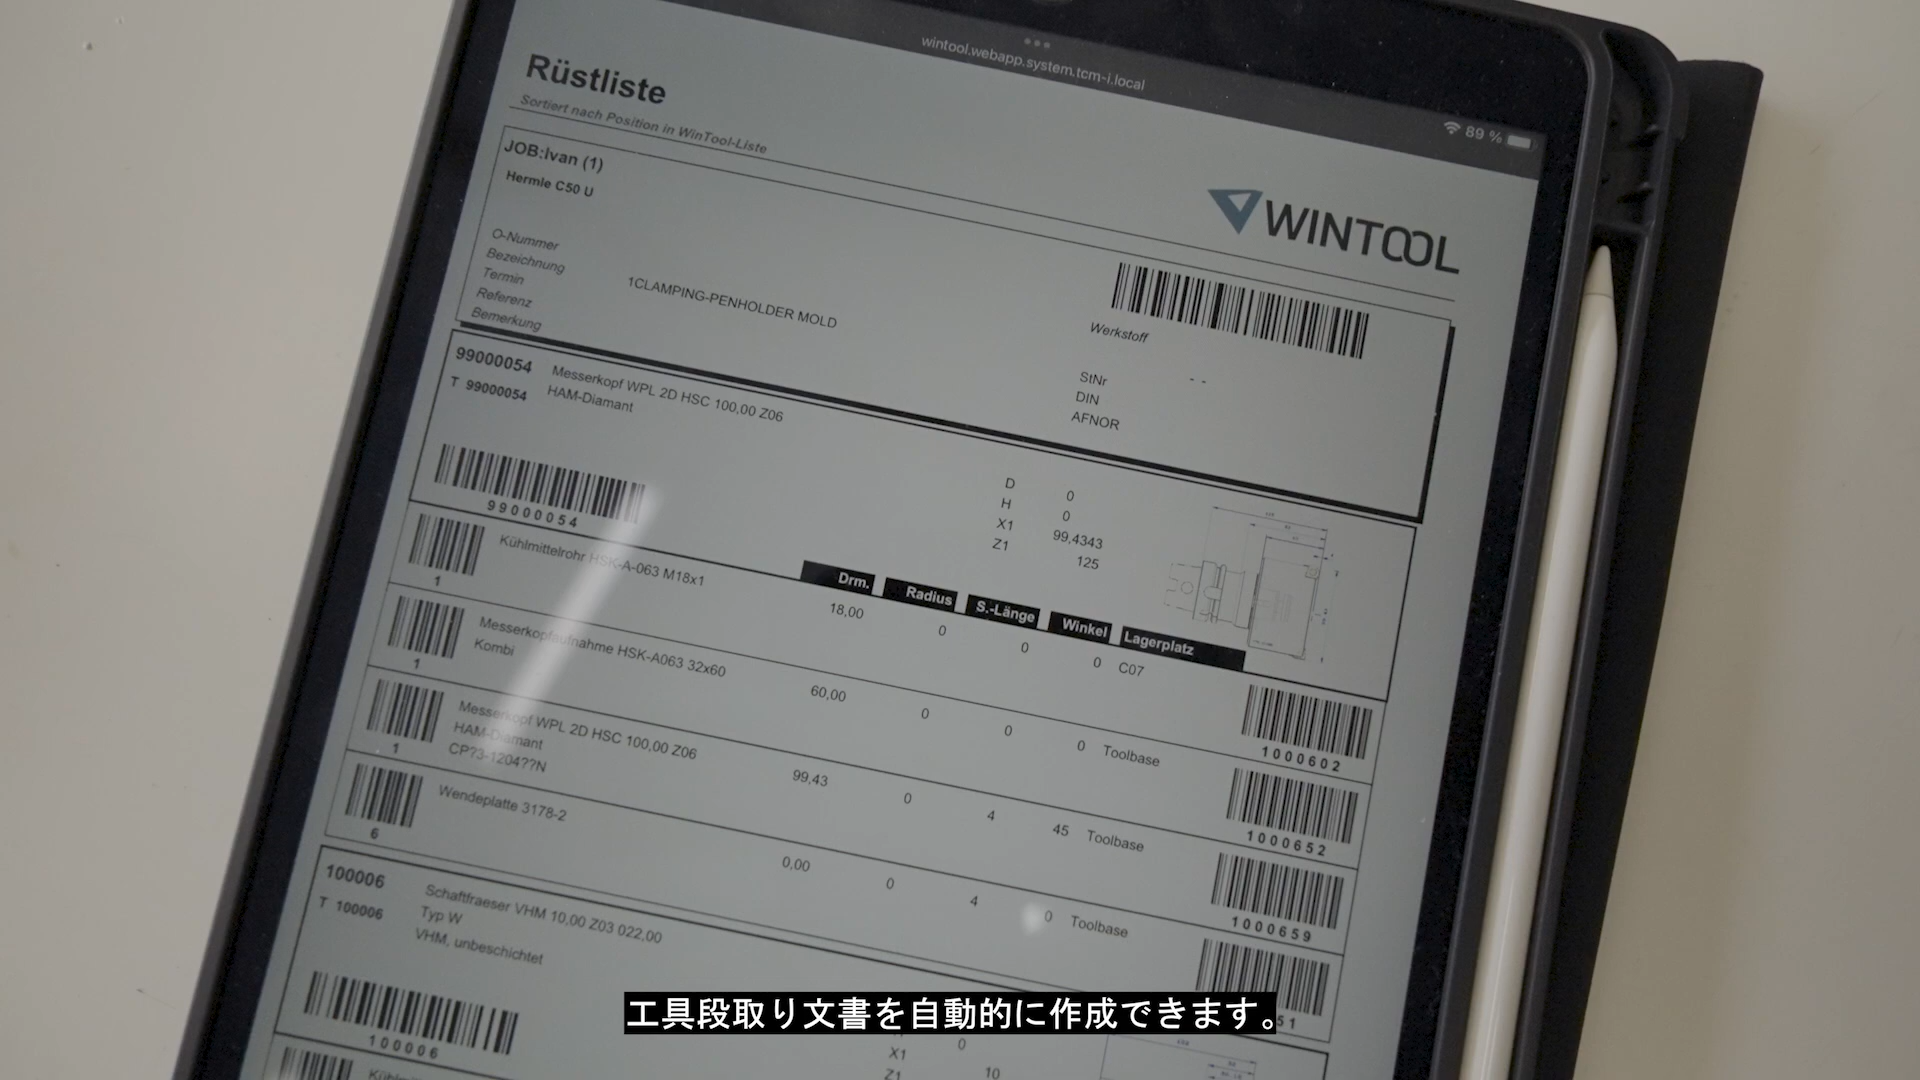 wintool.webapp.system.tcm-i.local
89 %
Rüstliste
Sortiert nach Position in WinTool-Liste
WINTOOL
JOB:Ivan (1)
Hermle C50 U
O-Nummer
Bezeichnung
1CLAMPING-PENHOLDER MOLD
Termin
Referenz
Bemerkung
Werkstoff
StNr - -
DIN
AFNOR
99000054 Messerkopf WPL 2D HSC 100,00 Z06
T 99000054 HAM-Diamant
99000054
D 0
H 0
X1 99,4343
Z1 125
Drm. Radius S.-Länge Winkel Lagerplatz
Kühlmittelrohr HSK-A-063 M18x1 18,00 0 0 0 C07
1
1000602
Messerkopfaufnahme HSK-A063 32x60 60,00 0 0 0 Toolbase
Kombi
1
1000652
Messerkopf WPL 2D HSC 100,00 Z06 99,43 0 4 45 Toolbase
HAM-Diamant
CP?3-1204??N
1
1000659
Wendeplatte 3178-2 0,00 0 4 0 Toolbase
6
51
100006 Schaftfraeser VHM 10,00 Z03 022,00
T 100006 Typ W
VHM, unbeschichtet
100006
0
X1 10
Z1
工具段取り文書を自動的に作成できます。